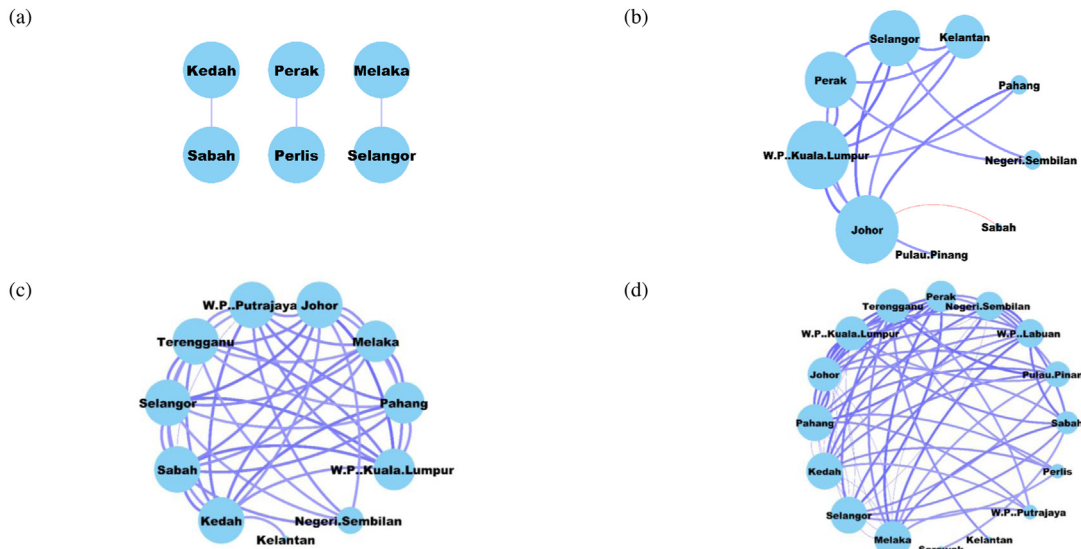 (a)
Kedah
Perak
Melaka
Sabah
Perlis
Selangor
(b)
Selangor
Kelantan
Perak
Pahang
W.P..Kuala.Lumpur
Negeri.Sembilan
Johor
Sabah
Pulau.Pinang
(c)
W.P..Putrajaya
Johor
Terengganu
Melaka
Selangor
Pahang
Sabah
W.P..Kuala.Lumpur
Kedah
Negeri.Sembilan
Kelantan
(d)
Perak
Terengganu
Negeri.Sembilan
W.P..Kuala.Lumpur
W.P..Labuan
Johor
Pulau.Pinan
Pahang
Sabah
Kedah
Perlis
Selangor
W.P..Putrajaya
Melaka
Kelantan